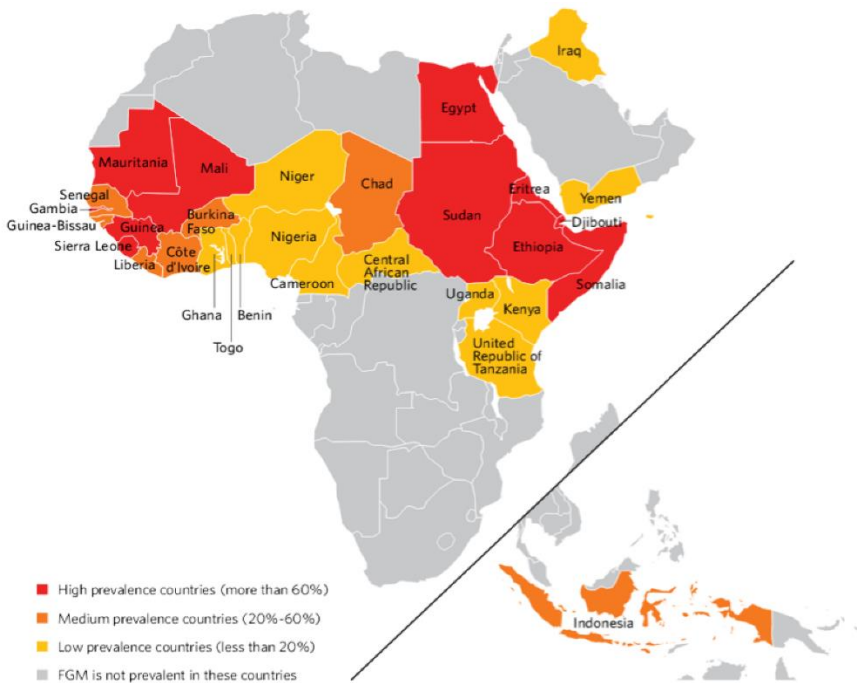 Iraq
Egypt
Mauritania
Mali
Niger
Chad
Eritrea
Yemen
Senegal
Gambia
Guinea-Bissau
Guinea
Burkina
Faso
Sudan
Djibouti
Sierra Leone
Côte
d'Ivoire
Nigeria
Ethiopia
Liberia
Central
African
Republic
Cameroon
Somalia
Uganda
Kenya
Ghana
Benin
Togo
United
Republic of
Tanzania
High prevalence countries (more than 60%)
Medium prevalence countries (20%-60%)
Indonesia
Low prevalence countries (less than 20%)
FGM is not prevalent in these countries